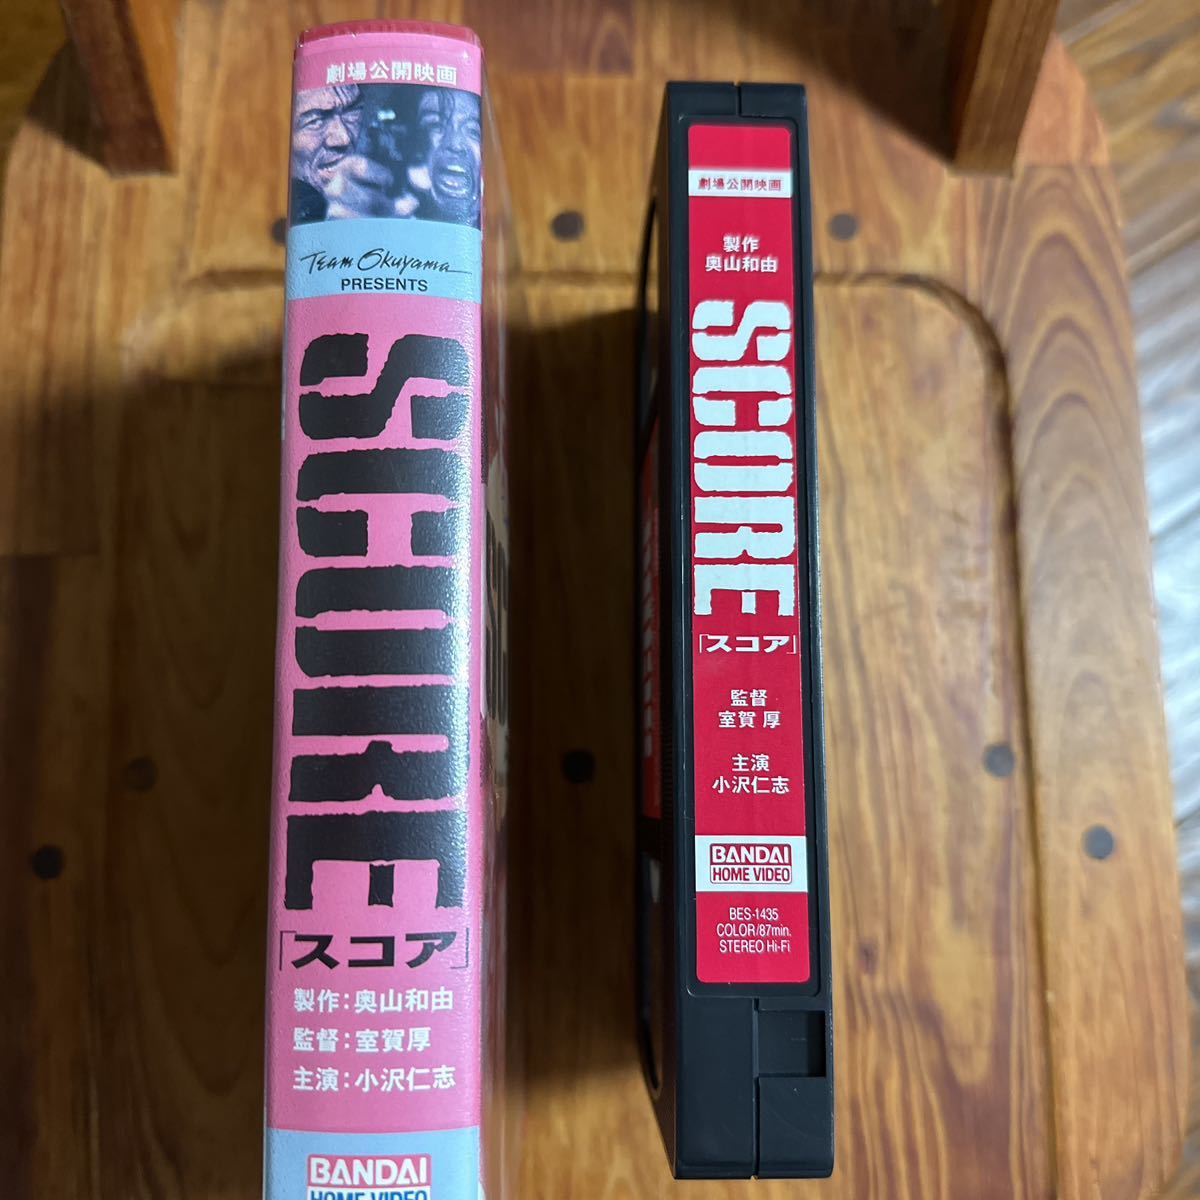 劇場公開映画
Team Okuyama
PRESENTS
SCORE
「スコア」
製作:奥山和由
監督:室賀厚
主演:小沢仁志
BANDAI
HOME VIDEO
劇場公開映画
製作
奥山和由
SCORE
「スコア」
監督
室賀 厚
主演
小沢仁志
BANDAI
HOME VIDEO
BES-1435
COLOR/87min.
STEREO Hi-Fi